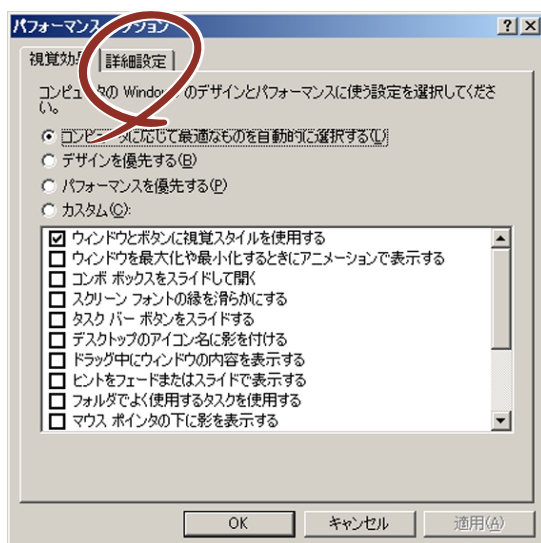 パフォーマンス オプション
視覚効果
詳細設定
コンピュータの Windows のデザインとパフォーマンスに使う設定を選択してくださ
い。
コンピュータに応じて最適なものを自動的に選択する(L)
デザインを優先する(B)
パフォーマンスを優先する(P)
カスタム(C):
ウィンドウとボタンに視覚スタイルを使用する
ウィンドウを最大化や最小化するときにアニメーションで表示する
コンボ ボックスをスライドして開く
スクリーン フォントの縁を滑らかにする
タスク バー ボタンをスライドする
デスクトップのアイコン名に影を付ける
ドラッグ中にウィンドウの内容を表示する
ヒントをフェードまたはスライドで表示する
フォルダでよく使用するタスクを使用する
マウス ポインタの下に影を表示する
OK キャンセル 適用(A)